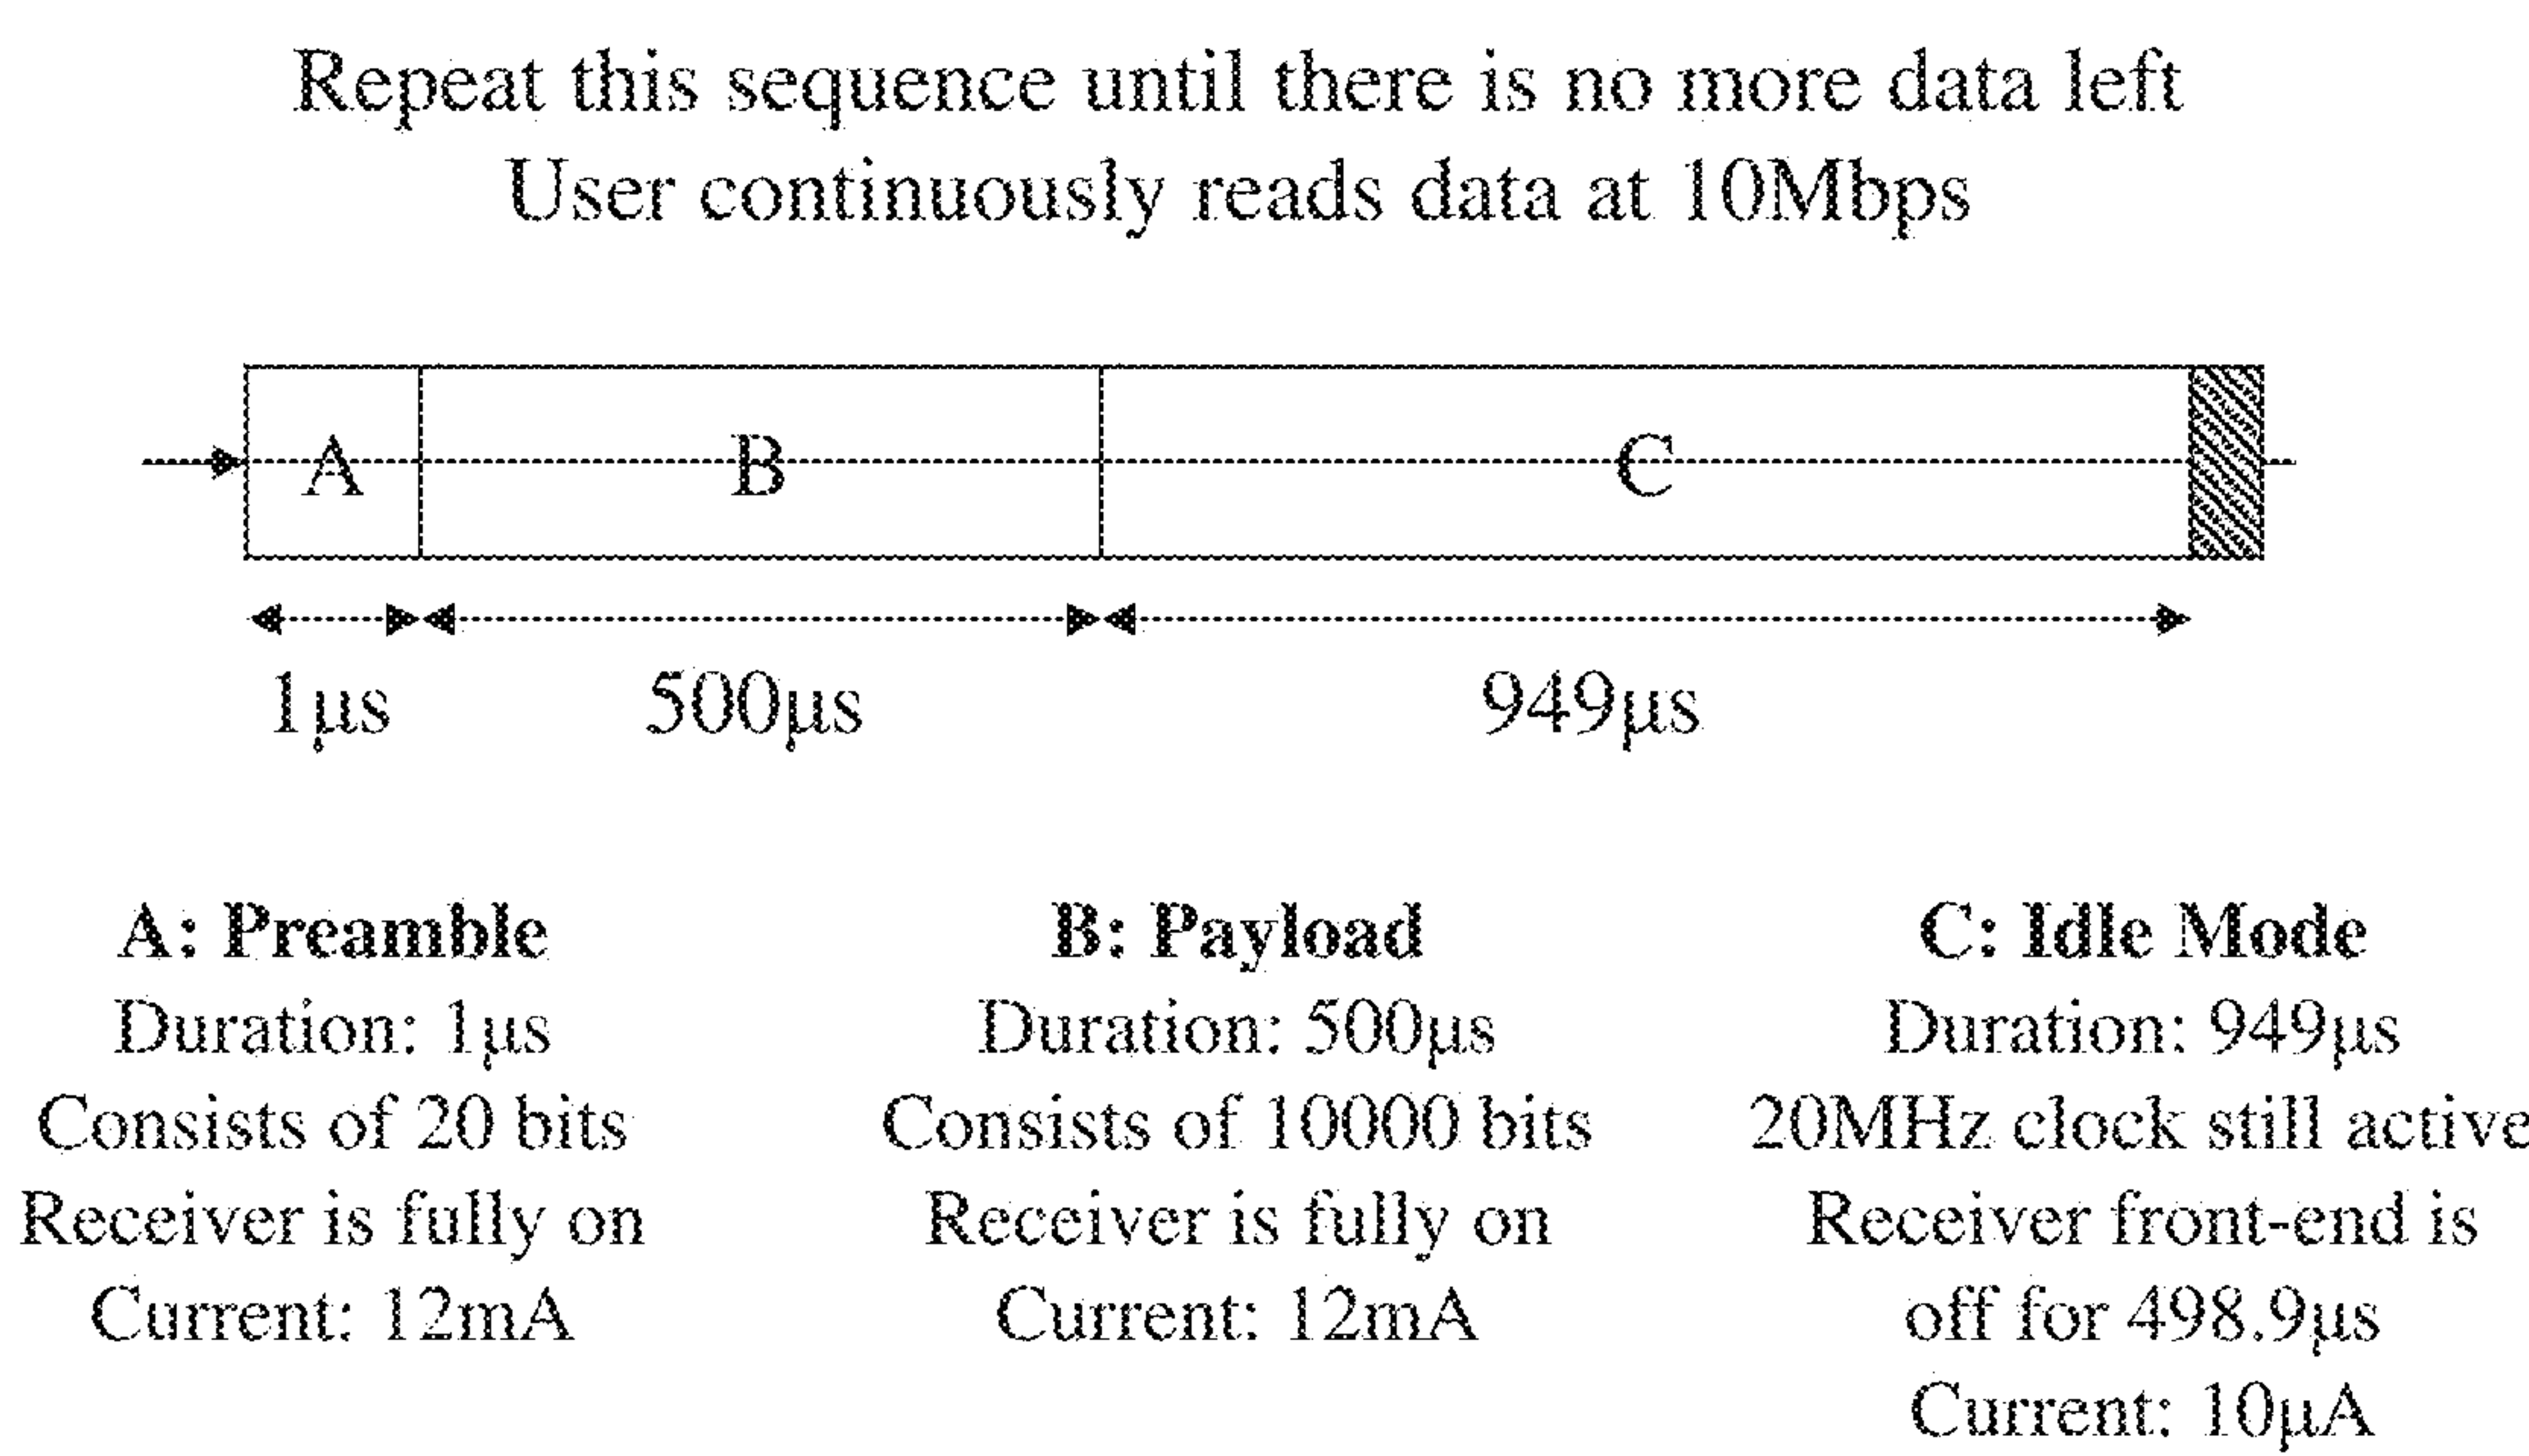 Repeat this sequence until there is no more data left
User continuously reads data at 10Mbps
A B C
1μs 500μs 949μs
A: Preamble
Duration: 1μs
Consists of 20 bits
Receiver is fully on
Current: 12mA
B: Payload
Duration: 500μs
Consists of 10000 bits
Receiver is fully on
Current: 12mA
C: Idle Mode
Duration: 949μs
20MHz clock still active
Receiver front-end is
off for 498.9μs
Current: 10μA